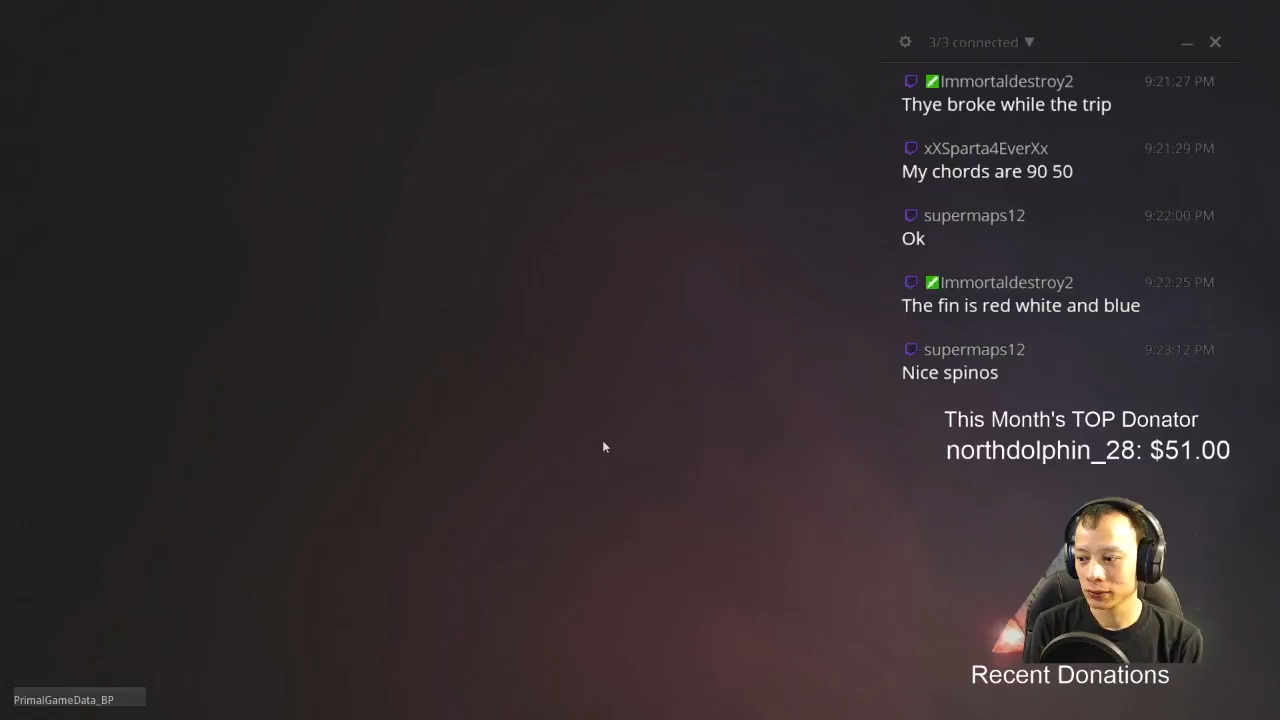 3/3 connected ▼
Immortaldestroy2 9:21:27 PM
Thye broke while the trip
xXSparta4EverXx 9:21:29 PM
My chords are 90 50
supermaps12 9:22:00 PM
Ok
Immortaldestroy2 9:22:25 PM
The fin is red white and blue
supermaps12 9:23:12 PM
Nice spinos
This Month's TOP Donator
northdolphin_28: $51.00
Recent Donations
PrimalGameData_BP